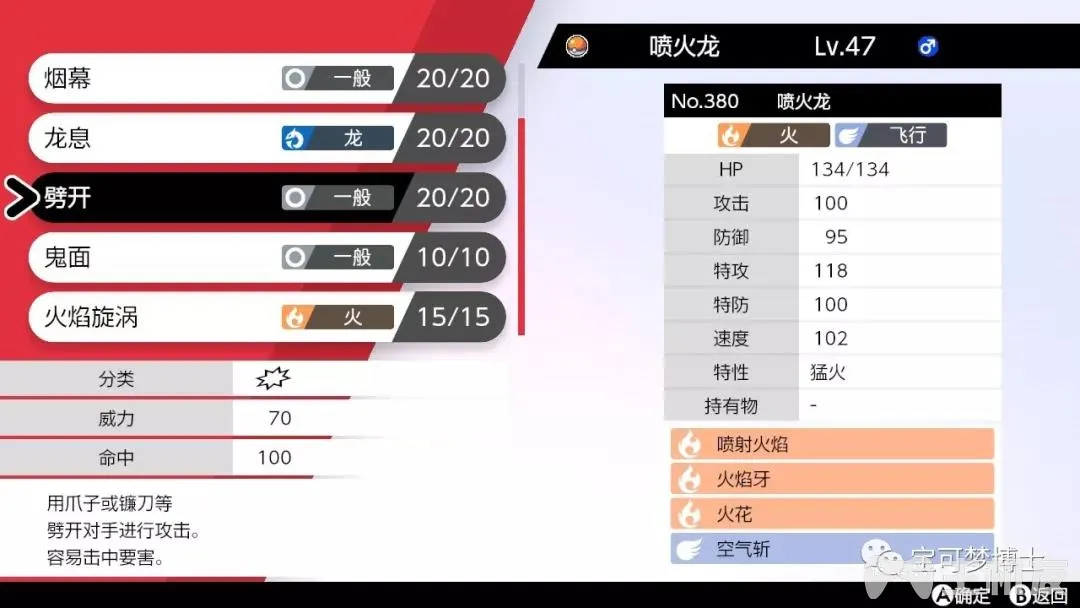 烟幕 一般 20/20
龙息 龙 20/20
劈开 一般 20/20
鬼面 一般 10/10
火焰旋涡 火 15/15
分类
威力 70
命中 100
用爪子或镰刀等
劈开对手进行攻击。
容易击中要害。
喷火龙 Lv.47 ♂
No.380 喷火龙
火 飞行
HP 134/134
攻击 100
防御 95
特攻 118
特防 100
速度 102
特性 猛火
持有物 -
喷射火焰
火焰牙
火花
空气斩
宝可梦博士
A确定 B返回